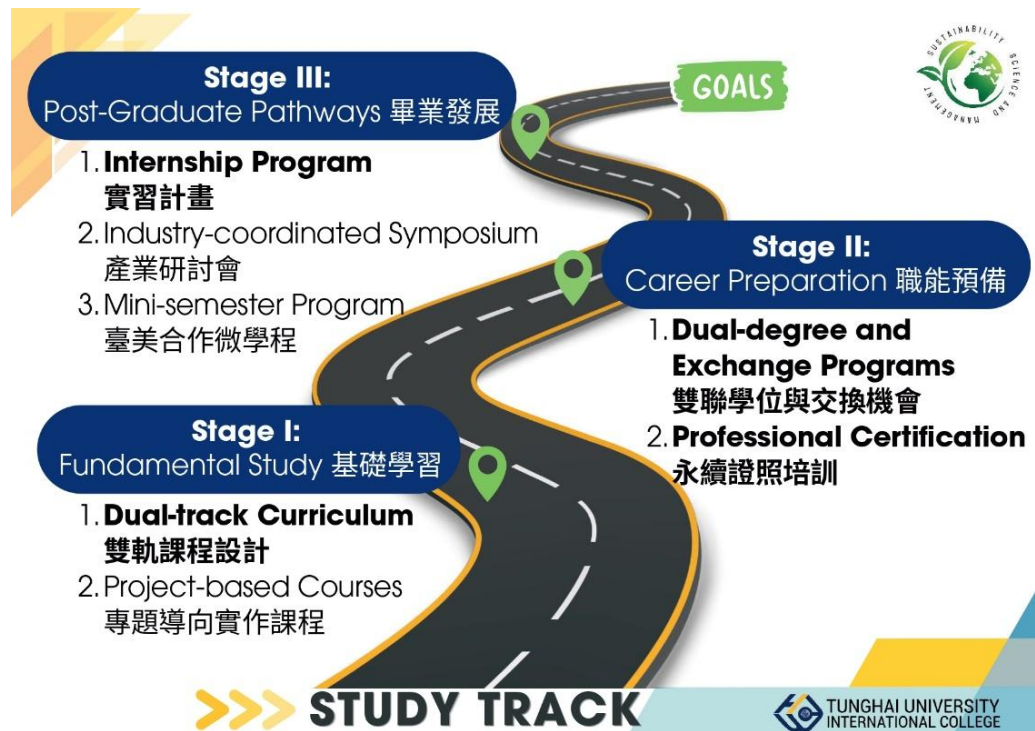 SUSTAINABILITY SCIENCE AND MANAGEMENT
GOALS
Stage III:
Post-Graduate Pathways 畢業發展
1. Internship Program
實習計畫
2. Industry-coordinated Symposium
產業研討會
3. Mini-semester Program
臺美合作微學程
Stage II:
Career Preparation 職能預備
1. Dual-degree and
Exchange Programs
雙聯學位與交換機會
2. Professional Certification
永續證照培訓
Stage I:
Fundamental Study 基礎學習
1. Dual-track Curriculum
雙軌課程設計
2. Project-based Courses
專題導向實作課程
STUDY TRACK
TUNGHAI UNIVERSITY
INTERNATIONAL COLLEGE